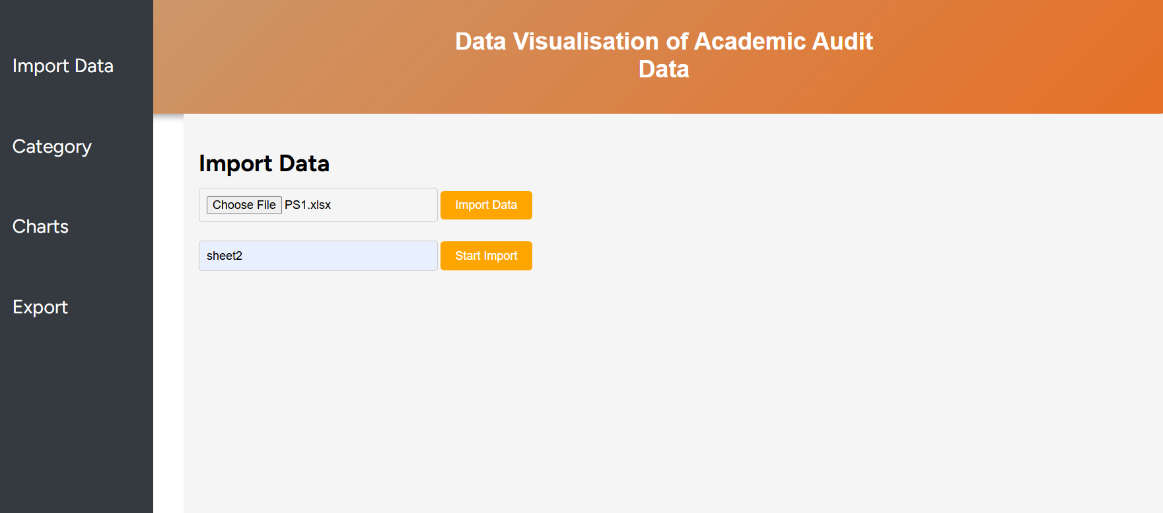 Data Visualisation of Academic Audit
Data
Import Data
Category
Charts
Export
Import Data
Choose File PS1.xlsx Import Data
sheet2 Start Import